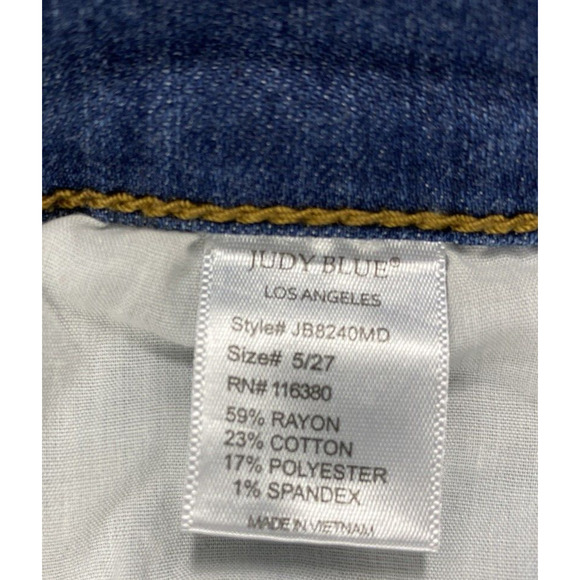 JUDY BLUE®
LOS ANGELES
Style# JB8240MD
Size# 5/27
RN# 116380
59% RAYON
23% COTTON
17% POLYESTER
1% SPANDEX
MADE IN VIETNAM